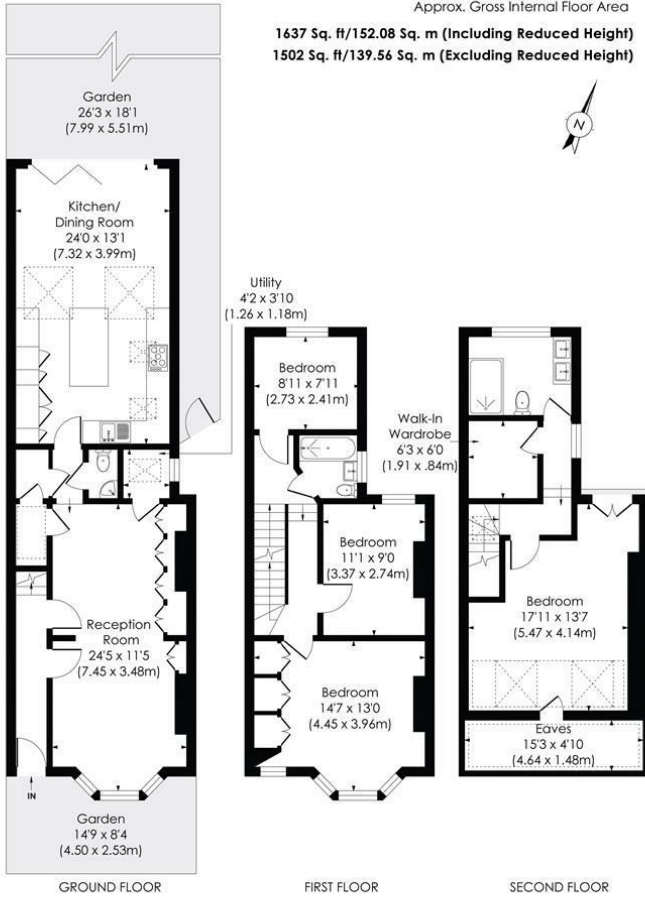 Approx. Gross Internal Floor Area
1637 Sq. ft/152.08 Sq. m (Including Reduced Height)
1502 Sq. ft/139.56 Sq. m (Excluding Reduced Height)
N
Garden
26'3 x 18'1
(7.99 x 5.51m)
Kitchen/
Dining Room
24'0 x 13'1
(7.32 x 3.99m)
Utility
4'2 x 3'10
(1.26 x 1.18m)
Reception
Room
24'5 x 11'5
(7.45 x 3.48m)
IN
Garden
14'9 x 8'4
(4.50 x 2.53m)
GROUND FLOOR
Bedroom
8'11 x 7'11
(2.73 x 2.41m)
Bedroom
11'1 x 9'0
(3.37 x 2.74m)
Bedroom
14'7 x 13'0
(4.45 x 3.96m)
FIRST FLOOR
Walk-In
Wardrobe
6'3 x 6'0
(1.91 x .84m)
Bedroom
17'11 x 13'7
(5.47 x 4.14m)
Eaves
15'3 x 4'10
(4.64 x 1.48m)
SECOND FLOOR